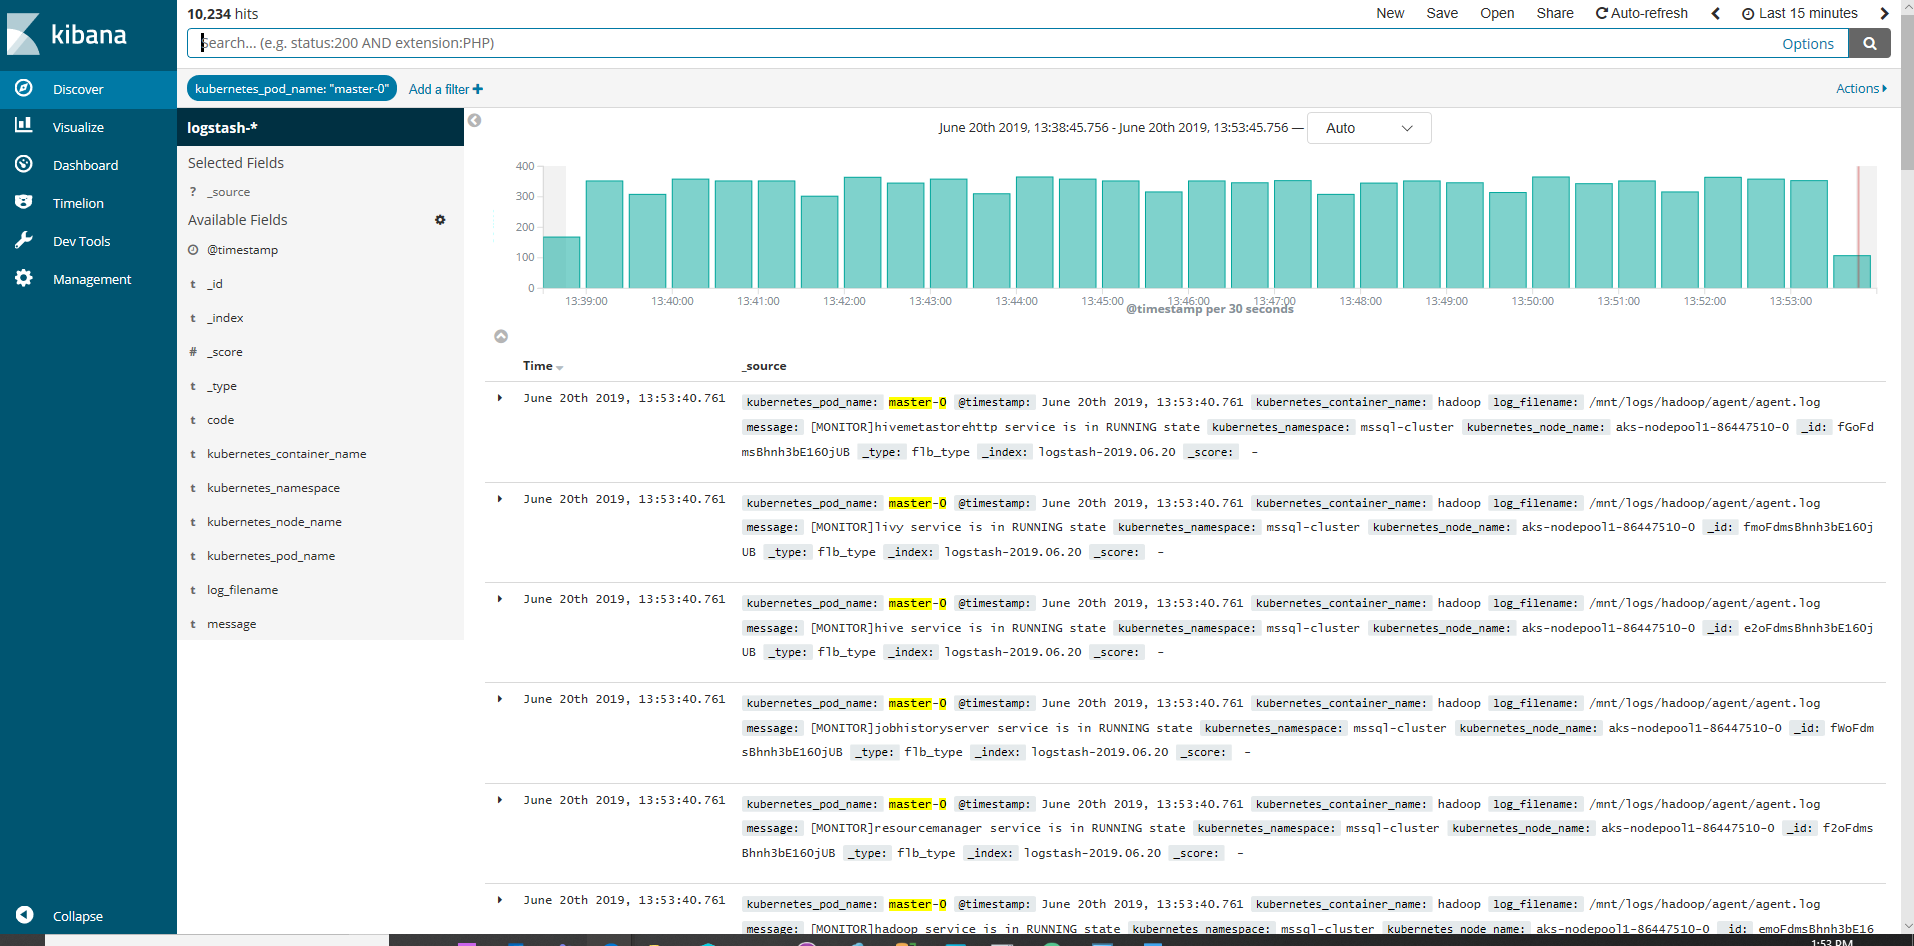 kibana
Discover
Visualize
Dashboard
Timelion
Dev Tools
Management
Collapse
10,234 hits
New Save Open Share Auto-refresh Last 15 minutes
Search... (e.g. status:200 AND extension:PHP)
Options
kubernetes_pod_name: "master-0" Add a filter
Actions
logstash-*
Selected Fields
? _source
Available Fields
@timestamp
t _id
t _index
# _score
t _type
t code
t kubernetes_container_name
t kubernetes_namespace
t kubernetes_node_name
t kubernetes_pod_name
t log_filename
t message
June 20th 2019, 13:38:45.756 - June 20th 2019, 13:53:45.756 — Auto
400
300
200
100
0
13:39:00 13:40:00 13:41:00 13:42:00 13:43:00 13:44:00 13:45:00 13:46:00 13:47:00 13:48:00 13:49:00 13:50:00 13:51:00 13:52:00 13:53:00
@timestamp per 30 seconds
Time _source
June 20th 2019, 13:53:40.761 kubernetes_pod_name: master-0 @timestamp: June 20th 2019, 13:53:40.761 kubernetes_container_name: hadoop log_filename: /mnt/logs/hadoop/agent/agent.log
message: [MONITOR]hivemetastorehttp service is in RUNNING state kubernetes_namespace: mssql-cluster kubernetes_node_name: aks-nodepool1-86447510-0 _id: fGoFd
msBhnh3bE16OjUB _type: flb_type _index: logstash-2019.06.20 _score: -
June 20th 2019, 13:53:40.761 kubernetes_pod_name: master-0 @timestamp: June 20th 2019, 13:53:40.761 kubernetes_container_name: hadoop log_filename: /mnt/logs/hadoop/agent/agent.log
message: [MONITOR]livy service is in RUNNING state kubernetes_namespace: mssql-cluster kubernetes_node_name: aks-nodepool1-86447510-0 _id: fmoFdmsBhnh3bE16Oj
UB _type: flb_type _index: logstash-2019.06.20 _score: -
June 20th 2019, 13:53:40.761 kubernetes_pod_name: master-0 @timestamp: June 20th 2019, 13:53:40.761 kubernetes_container_name: hadoop log_filename: /mnt/logs/hadoop/agent/agent.log
message: [MONITOR]hive service is in RUNNING state kubernetes_namespace: mssql-cluster kubernetes_node_name: aks-nodepool1-86447510-0 _id: e2oFdmsBhnh3bE16Oj
UB _type: flb_type _index: logstash-2019.06.20 _score: -
June 20th 2019, 13:53:40.761 kubernetes_pod_name: master-0 @timestamp: June 20th 2019, 13:53:40.761 kubernetes_container_name: hadoop log_filename: /mnt/logs/hadoop/agent/agent.log
message: [MONITOR]jobhistoryserver service is in RUNNING state kubernetes_namespace: mssql-cluster kubernetes_node_name: aks-nodepool1-86447510-0 _id: fWoFdm
sBhnh3bE16OjUB _type: flb_type _index: logstash-2019.06.20 _score: -
June 20th 2019, 13:53:40.761 kubernetes_pod_name: master-0 @timestamp: June 20th 2019, 13:53:40.761 kubernetes_container_name: hadoop log_filename: /mnt/logs/hadoop/agent/agent.log
message: [MONITOR]resourcemanager service is in RUNNING state kubernetes_namespace: mssql-cluster kubernetes_node_name: aks-nodepool1-86447510-0 _id: f2oFdms
Bhnh3bE16OjUB _type: flb_type _index: logstash-2019.06.20 _score: -
June 20th 2019, 13:53:40.761 kubernetes_pod_name: master-0 @timestamp: June 20th 2019, 13:53:40.761 kubernetes_container_name: hadoop log_filename: /mnt/logs/hadoop/agent/agent.log
message: [MONITOR]hadoop service is in RUNNING state kubernetes_namespace: mssql-cluster kubernetes_node_name: aks-nodepool1-86447510-0 _id: emoFdmsBhnh3bE16
1:53 PM